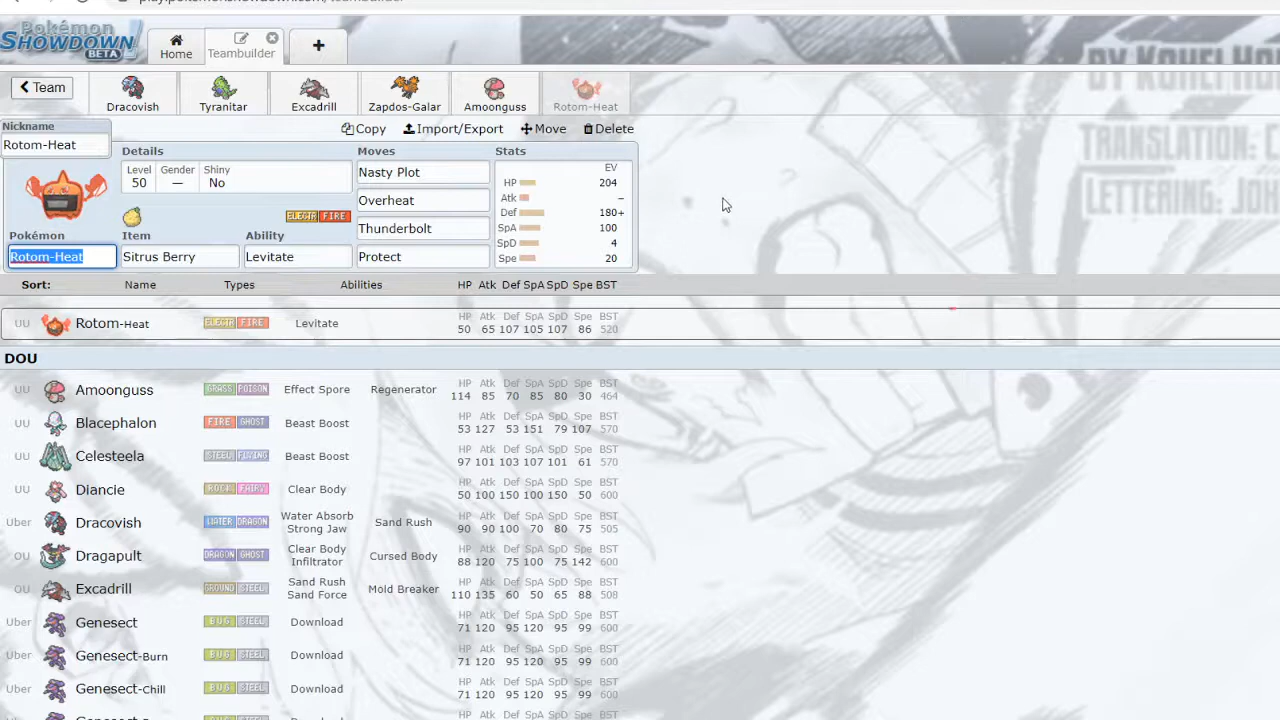 Pokémon
SHOWDOWN
BETA
Home
Teambuilder
+
BY KOHEI HO
TRANSLATION: C
LETTERING: JOH
Team
Dracovish
Tyranitar
Excadrill
Zapdos-Galar
Amoonguss
Rotom-Heat
Nickname
Rotom-Heat
Copy
Import/Export
Move
Delete
Details
Moves
Stats
Level
50
Gender
—
Shiny
No
Nasty Plot
Overheat
Thunderbolt
Protect
EV
HP 204
Atk –
Def 180+
SpA 100
SpD 4
Spe 20
ELECTR FIRE
Pokémon
Rotom-Heat
Item
Sitrus Berry
Ability
Levitate
Sort: Name Types Abilities HP Atk Def SpA SpD Spe BST
UU Rotom-Heat ELECTR FIRE Levitate
HP Atk Def SpA SpD Spe BST
50 65 107 105 107 86 520
DOU
UU Amoonguss GRASS POISON Effect Spore Regenerator
HP Atk Def SpA SpD Spe BST
114 85 70 85 80 30 464
UU Blacephalon FIRE GHOST Beast Boost
HP Atk Def SpA SpD Spe BST
53 127 53 151 79 107 570
UU Celesteela STEEL FLYING Beast Boost
HP Atk Def SpA SpD Spe BST
97 101 103 107 101 61 570
UU Diancie ROCK FAIRY Clear Body
HP Atk Def SpA SpD Spe BST
50 100 150 100 150 50 600
Uber Dracovish WATER DRAGON Water Absorb Strong Jaw Sand Rush
HP Atk Def SpA SpD Spe BST
90 90 100 70 80 75 505
OU Dragapult DRAGON GHOST Clear Body Infiltrator Cursed Body
HP Atk Def SpA SpD Spe BST
88 120 75 100 75 142 600
OU Excadrill GROUND STEEL Sand Rush Sand Force Mold Breaker
HP Atk Def SpA SpD Spe BST
110 135 60 50 65 88 508
Uber Genesect BUG STEEL Download
HP Atk Def SpA SpD Spe BST
71 120 95 120 95 99 600
Uber Genesect-Burn BUG STEEL Download
HP Atk Def SpA SpD Spe BST
71 120 95 120 95 99 600
Uber Genesect-Chill BUG STEEL Download
HP Atk Def SpA SpD Spe BST
71 120 95 120 95 99 600
HP Atk Def SpA SpD Spe BST